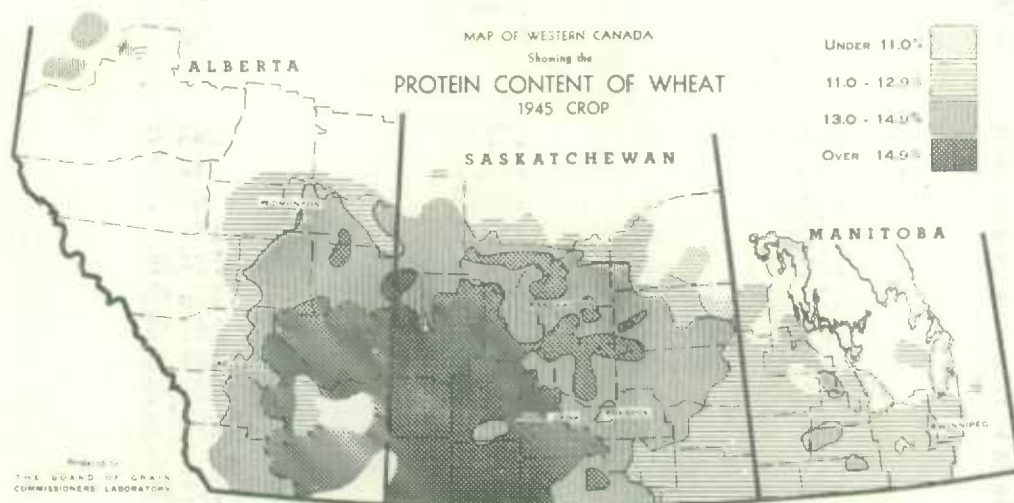 MAP OF WESTERN CANADA
Showing the
PROTEIN CONTENT OF WHEAT
1945 CROP
UNDER 11.0%
11.0 - 12.9%
13.0 - 14.9%
OVER 14.9%
ALBERTA
SASKATCHEWAN
MANITOBA
EDMONTON
WINNIPEG
THE BOARD OF GRAIN
COMMISSIONERS LABORATORY